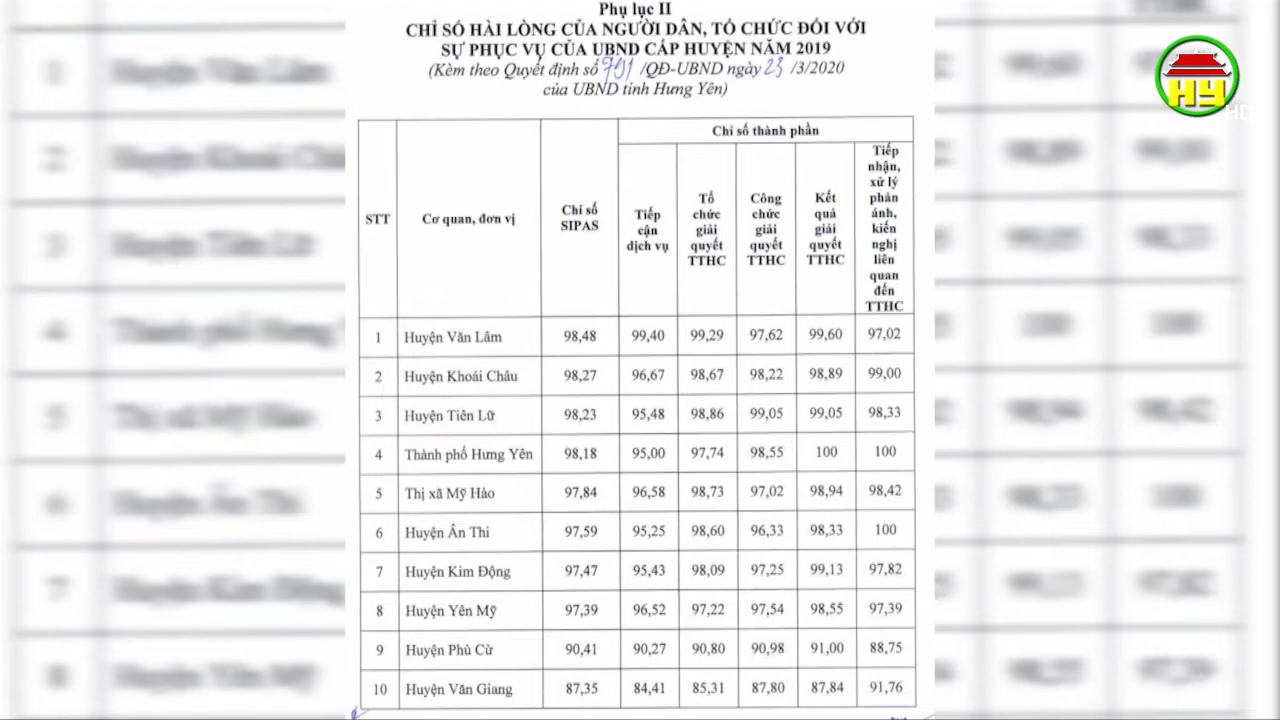 Phụ lục II
CHỈ SỐ HÀI LÒNG CỦA NGƯỜI DÂN, TỔ CHỨC ĐỐI VỚI
SỰ PHỤC VỤ CỦA UBND CẤP HUYỆN NĂM 2019
(Kèm theo Quyết định số 791 /QĐ-UBND ngày 23 /3/2020
của UBND tỉnh Hưng Yên)
HY
HD
STT Cơ quan, đơn vị Chỉ số SIPAS Chỉ số thành phần
Tiếp cận dịch vụ Tổ chức giải quyết TTHC Công chức giải quyết TTHC Kết quả giải quyết TTHC Tiếp nhận, xử lý phản ánh, kiến nghị liên quan đến TTHC
1 Huyện Văn Lâm 98,48 99,40 99,29 97,62 99,60 97,02
2 Huyện Khoái Châu 98,27 96,67 98,67 98,22 98,89 99,00
3 Huyện Tiên Lữ 98,23 95,48 98,86 99,05 99,05 98,33
4 Thành phố Hưng Yên 98,18 95,00 97,74 98,55 100 100
5 Thị xã Mỹ Hào 97,84 96,58 98,73 97,02 98,94 98,42
6 Huyện Ân Thi 97,59 95,25 98,60 96,33 98,33 100
7 Huyện Kim Động 97,47 95,43 98,09 97,25 99,13 97,82
8 Huyện Yên Mỹ 97,39 96,52 97,22 97,54 98,55 97,39
9 Huyện Phù Cừ 90,41 90,27 90,80 90,98 91,00 88,75
10 Huyện Văn Giang 87,35 84,41 85,31 87,80 87,84 91,76